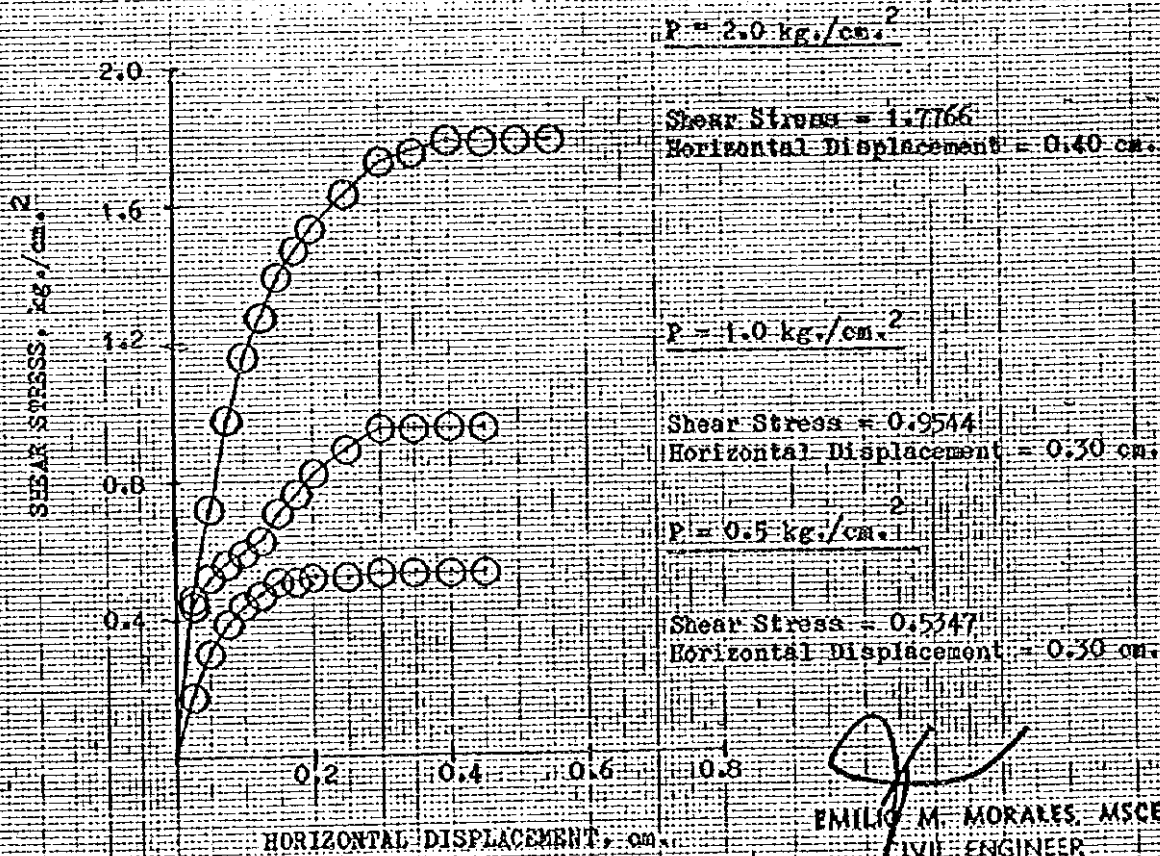 P = 2.0 kg./cm.2
2.0
Shear Stress = 1.7766
Horizontal Displacement = 0.40 cm.
1.6
SHEAR STRESS, kg./cm.2
P = 1.0 kg./cm.2
1.2
Shear Stress = 0.9544
Horizontal Displacement = 0.30 cm.
0.8
P = 0.5 kg./cm.2
0.4
Shear Stress = 0.5347
Horizontal Displacement = 0.30 cm.
0.2 0.4 0.6 0.8
HORIZONTAL DISPLACEMENT, cm.
EMILIO M. MORALES, MSCE
CIVIL ENGINEER